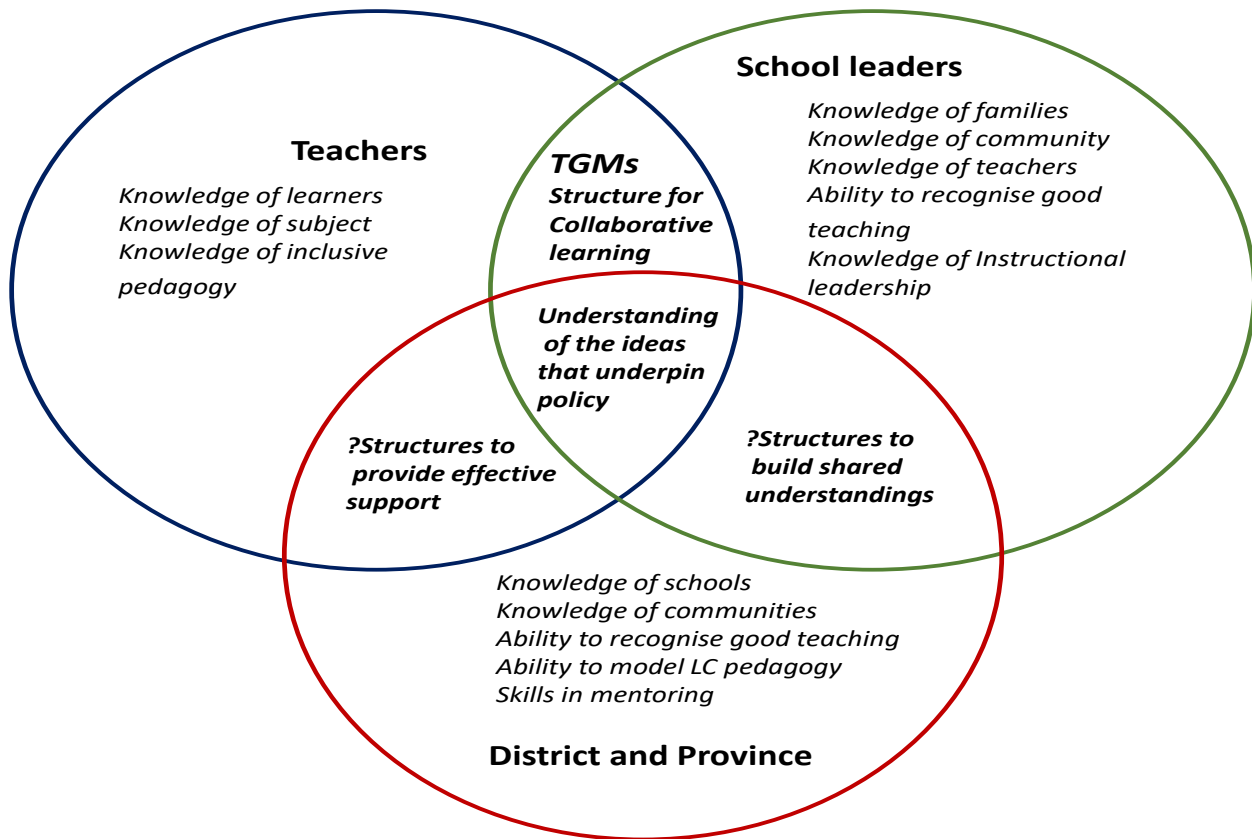 School leaders
Knowledge of families
Knowledge of community
Knowledge of teachers
Ability to recognise good
teaching
Knowledge of Instructional
leadership
Teachers
Knowledge of learners
Knowledge of subject
Knowledge of inclusive
pedagogy
TGMs
Structure for
Collaborative
learning
Understanding
of the ideas
that underpin
policy
?Structures to
provide effective
support
?Structures to
build shared
understandings
Knowledge of schools
Knowledge of communities
Ability to recognise good teaching
Ability to model LC pedagogy
Skills in mentoring
District and Province